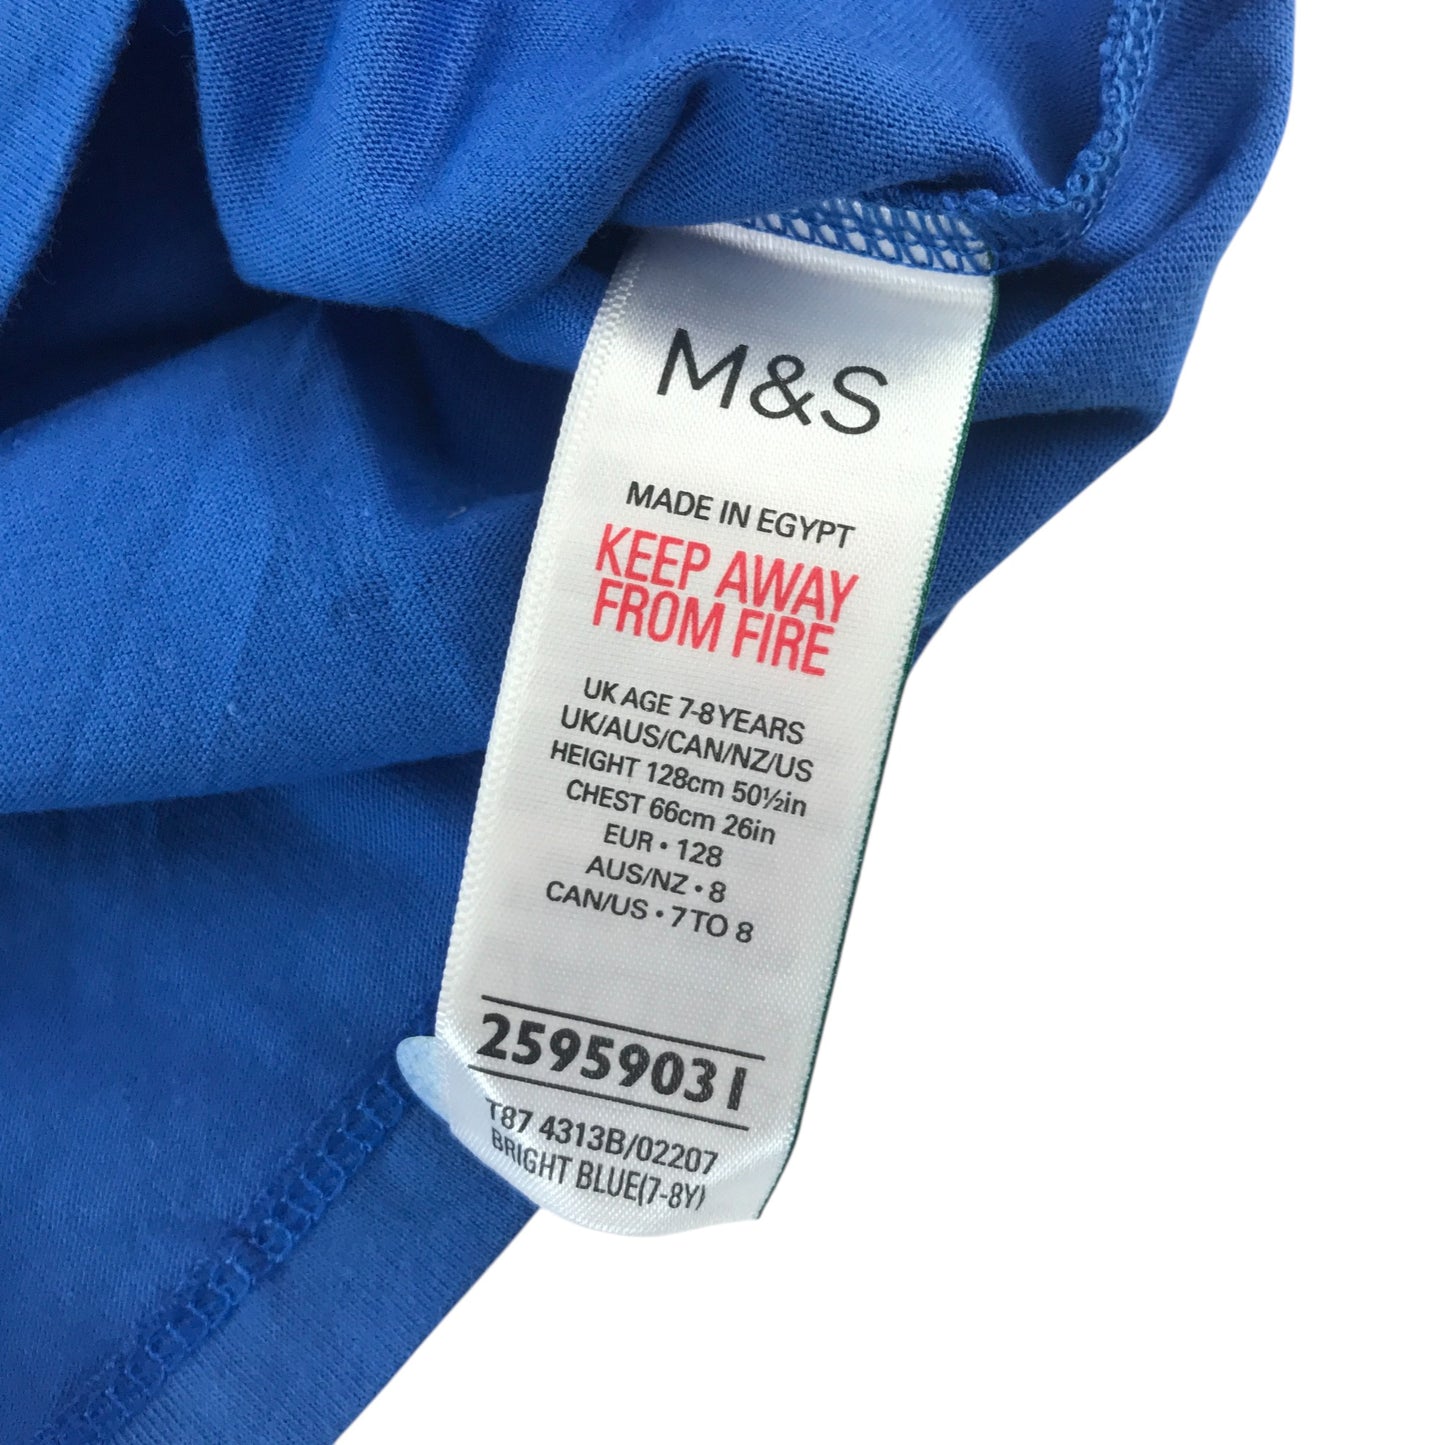 M&S
MADE IN EGYPT
KEEP AWAY
FROM FIRE
UK AGE 7-8 YEARS
UK/AUS/CAN/NZ/US
HEIGHT 128cm 50½in
CHEST 66cm 26in
EUR • 128
AUS/NZ • 8
CAN/US • 7 TO 8
25959031
T87 4313B/02207
BRIGHT BLUE(7-8Y)